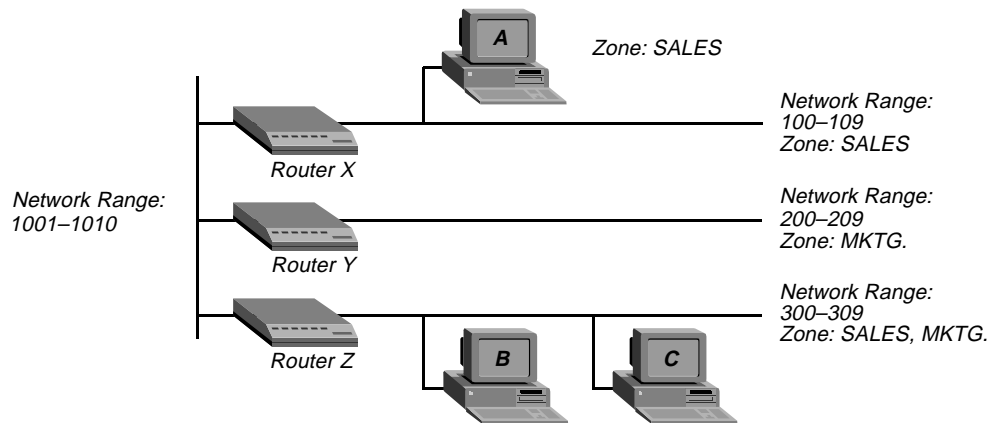 A
Zone: SALES
Network Range:
100–109
Zone: SALES
Router X
Network Range:
1001–1010
Network Range:
200–209
Zone: MKTG.
Router Y
Network Range:
300–309
Zone: SALES, MKTG.
Router Z
B
C